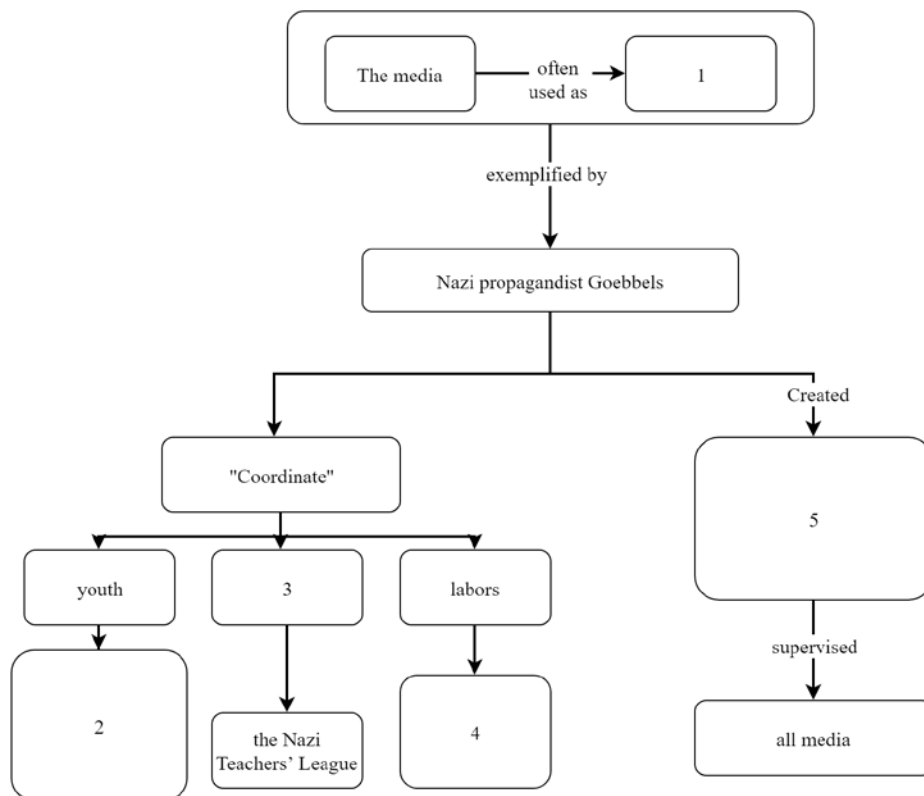 The media
often
used as
1
exemplified by
Nazi propagandist Goebbels
Created
"Coordinate"
5
youth
3
labors
supervised
2
the Nazi
Teachers’ League
4
all media